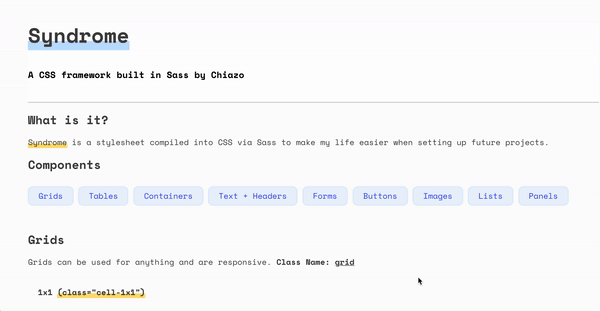 Syndrome
A CSS framework built in Sass by Chiazo
What is it?
Syndrome is a stylesheet compiled into CSS via Sass to make my life easier when setting up future projects.
Components
Grids Tables Containers Text + Headers Forms Buttons Images Lists Panels
Grids
Grids can be used for anything and are responsive. Class Name: grid
1x1 (class="cell-1x1")